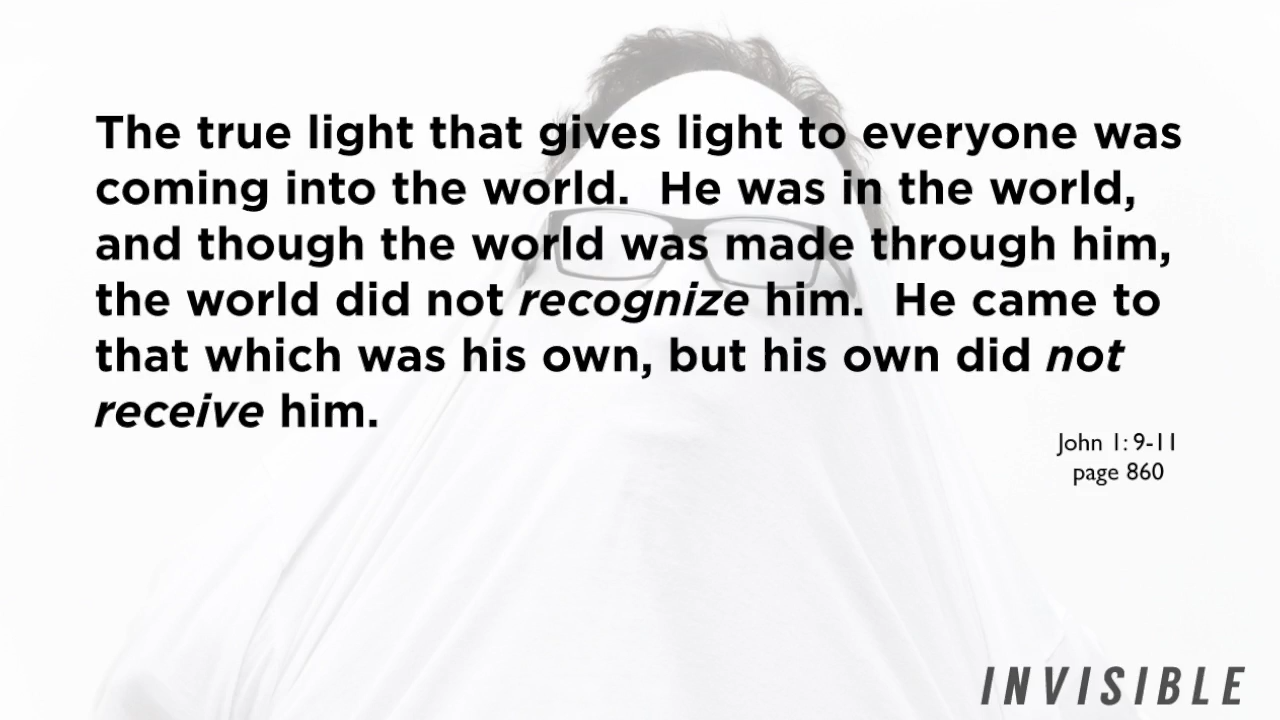 The true light that gives light to everyone was
coming into the world.  He was in the world,
and though the world was made through him,
the world did not recognize him.  He came to
that which was his own, but his own did not
receive him.
John 1: 9-11
page 860
INVISIBLE